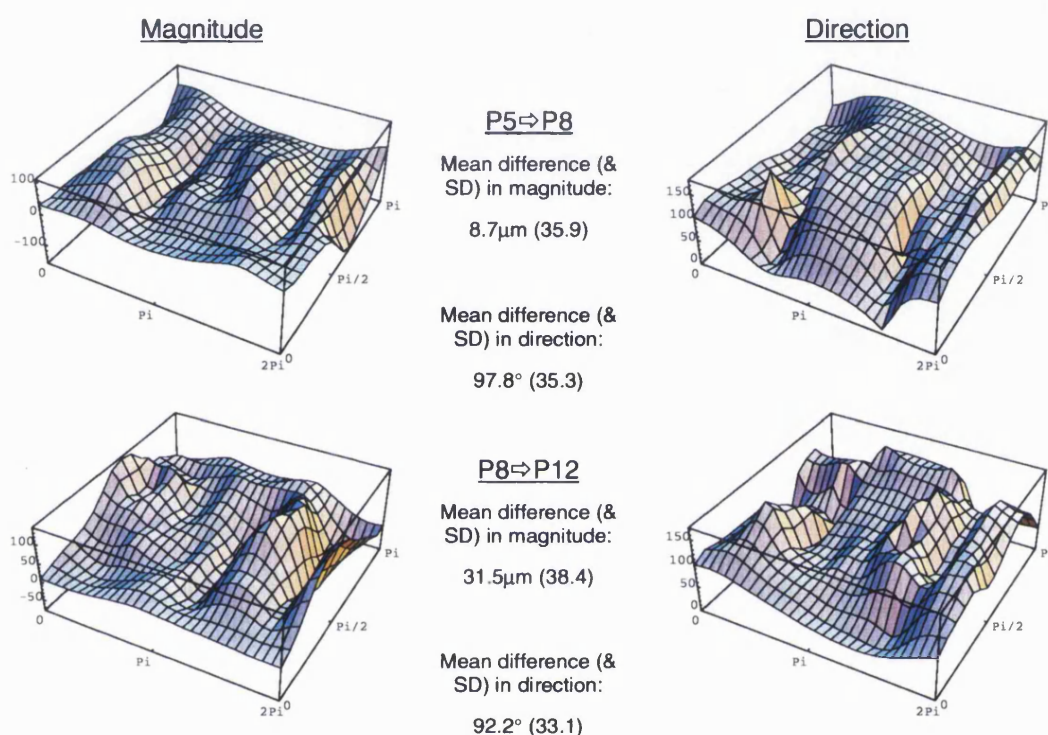 Magnitude
Direction
P5⇨P8
Mean difference (&
SD) in magnitude:
8.7µm (35.9)
Mean difference (&
SD) in direction:
97.8° (35.3)
100
0
-100
0
Pi
2Pi
0
Pi/2
Pi
150
100
50
0
0
Pi
2Pi
0
Pi/2
P
P8⇨P12
Mean difference (&
SD) in magnitude:
31.5µm (38.4)
Mean difference (&
SD) in direction:
92.2° (33.1)
100
50
0
-50
0
Pi
2Pi
0
Pi/2
Pi
150
100
50
0
0
Pi
2Pi
0
Pi/2
P